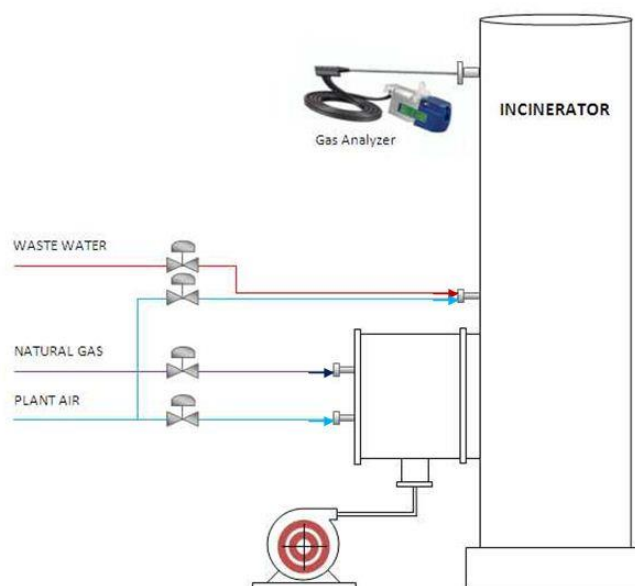 INCINERATOR
Gas Analyzer
WASTE WATER
NATURAL GAS
PLANT AIR